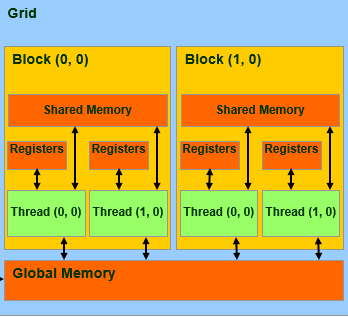 Grid
Block (0, 0)
Block (1, 0)
Shared Memory
Shared Memory
Registers
Registers
Registers
Registers
Thread (0, 0)
Thread (1, 0)
Thread (0, 0)
Thread (1, 0)
Global Memory